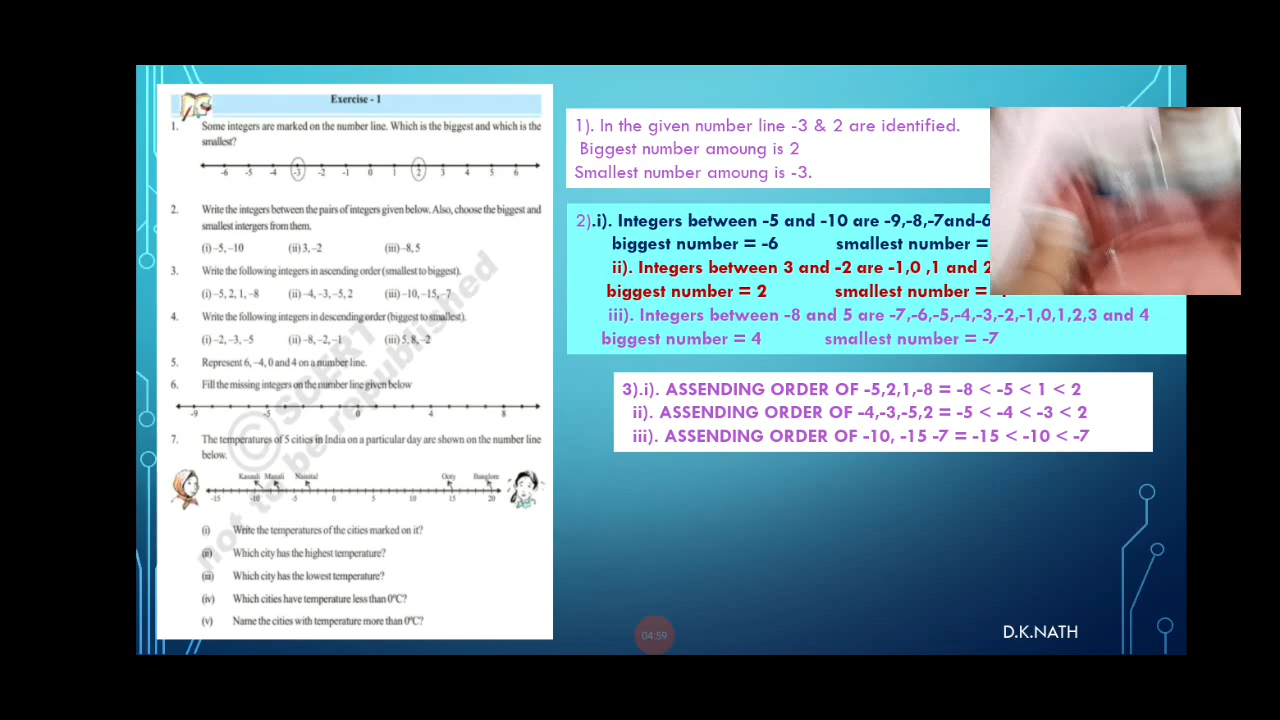 Exercise - 1
1. Some integers are marked on the number line. Which is the biggest and which is the
smallest?
-6 -5 -4 -3 -2 -1 0 1 2 3 4 5 6
2. Write the integers between the pairs of integers given below. Also, choose the biggest and
smallest intergers from them.
(i) -5, -10 (ii) 3, -2 (iii) -8, 5
3. Write the following integers in ascending order (smallest to biggest).
(i) -5, 2, 1, -8 (ii) -4, -3, -5, 2 (iii) -10, -15, -7
4. Write the following integers in descending order (biggest to smallest).
(i) -2, -3, -5 (ii) -8, -2, -1 (iii) 5, 8, -2
5. Represent 6, -4, 0 and 4 on a number line.
6. Fill the missing integers on the number line given below
-9 -5 0 4 8
7. The temperatures of 5 cities in India on a particular day are shown on the number line
below.
Kasauli Manali Nainital Ooty Banglore
-15 -10 -5 0 5 10 15 20
(i) Write the temperatures of the cities marked on it?
(ii) Which city has the highest temperature?
(iii) Which city has the lowest temperature?
(iv) Which cities have temperature less than 0°C?
(v) Name the cities with temperature more than 0°C?
©SCERT
not to be republished
1). In the given number line -3 & 2 are identified.
Biggest number amoung is 2
Smallest number amoung is -3.
2).i). Integers between -5 and -10 are -9,-8,-7and-6
biggest number = -6 smallest number =
ii). Integers between 3 and -2 are -1,0 ,1 and 2
biggest number = 2 smallest number =
iii). Integers between -8 and 5 are -7,-6,-5,-4,-3,-2,-1,0,1,2,3 and 4
biggest number = 4 smallest number = -7
3).i). ASSENDING ORDER OF -5,2,1,-8 = -8 < -5 < 1 < 2
ii). ASSENDING ORDER OF -4,-3,-5,2 = -5 < -4 < -3 < 2
iii). ASSENDING ORDER OF -10, -15 -7 = -15 < -10 < -7
04:59
D.K.NATH